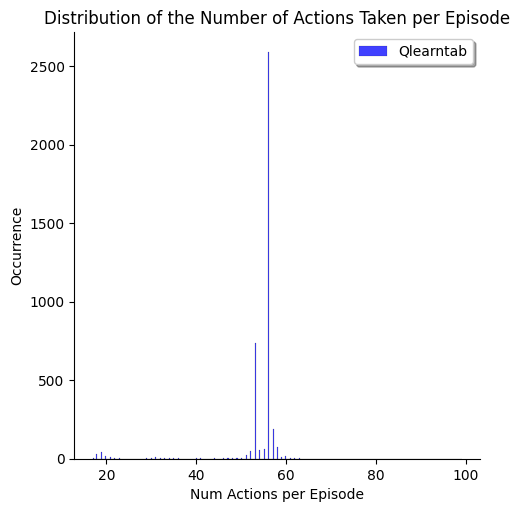 Distribution of the Number of Actions Taken per Episode
Qlearntab
2500
2000
1500
1000
500
0
Occurrence
20 40 60 80 100
Num Actions per Episode